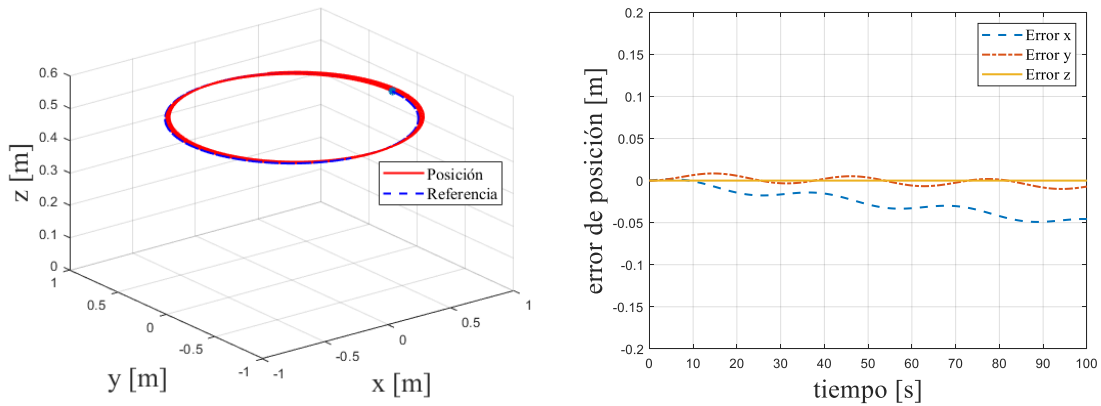 0.6
0.5
0.4
0.3
0.2
0.1
0
z [m]
1
0.5
0
-0.5
-1
y [m]
-1
-0.5
0
0.5
1
x [m]
Posición
Referencia
0.2
0.15
0.1
0.05
0
-0.05
-0.1
-0.15
-0.2
error de posición [m]
Error x
Error y
Error z
0 10 20 30 40 50 60 70 80 90 100
tiempo [s]